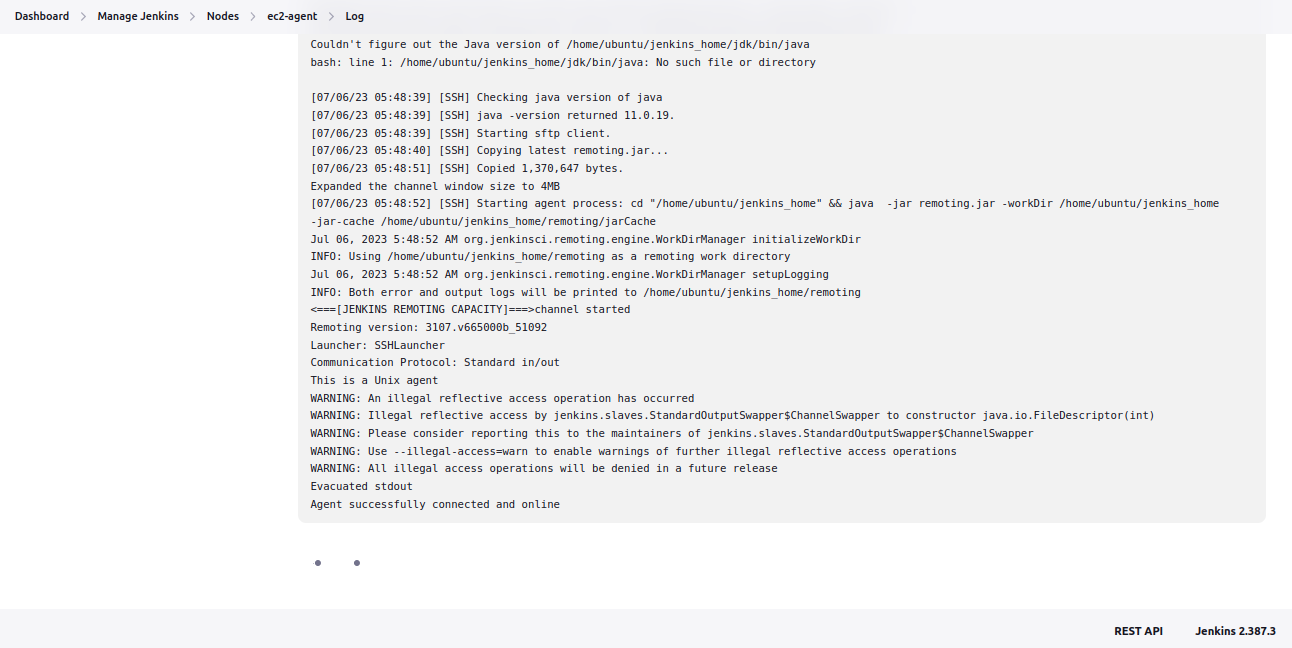 Dashboard > Manage Jenkins > Nodes > ec2-agent > Log
Couldn't figure out the Java version of /home/ubuntu/jenkins_home/jdk/bin/java
bash: line 1: /home/ubuntu/jenkins_home/jdk/bin/java: No such file or directory
[07/06/23 05:48:39] [SSH] Checking java version of java
[07/06/23 05:48:39] [SSH] java -version returned 11.0.19.
[07/06/23 05:48:39] [SSH] Starting sftp client.
[07/06/23 05:48:40] [SSH] Copying latest remoting.jar...
[07/06/23 05:48:51] [SSH] Copied 1,370,647 bytes.
Expanded the channel window size to 4MB
[07/06/23 05:48:52] [SSH] Starting agent process: cd "/home/ubuntu/jenkins_home" && java  -jar remoting.jar -workDir /home/ubuntu/jenkins_home
-jar-cache /home/ubuntu/jenkins_home/remoting/jarCache
Jul 06, 2023 5:48:52 AM org.jenkinsci.remoting.engine.WorkDirManager initializeWorkDir
INFO: Using /home/ubuntu/jenkins_home/remoting as a remoting work directory
Jul 06, 2023 5:48:52 AM org.jenkinsci.remoting.engine.WorkDirManager setupLogging
INFO: Both error and output logs will be printed to /home/ubuntu/jenkins_home/remoting
<===[JENKINS REMOTING CAPACITY]===>channel started
Remoting version: 3107.v665000b_51092
Launcher: SSHLauncher
Communication Protocol: Standard in/out
This is a Unix agent
WARNING: An illegal reflective access operation has occurred
WARNING: Illegal reflective access by jenkins.slaves.StandardOutputSwapper$ChannelSwapper to constructor java.io.FileDescriptor(int)
WARNING: Please consider reporting this to the maintainers of jenkins.slaves.StandardOutputSwapper$ChannelSwapper
WARNING: Use --illegal-access=warn to enable warnings of further illegal reflective access operations
WARNING: All illegal access operations will be denied in a future release
Evacuated stdout
Agent successfully connected and online
REST API Jenkins 2.387.3